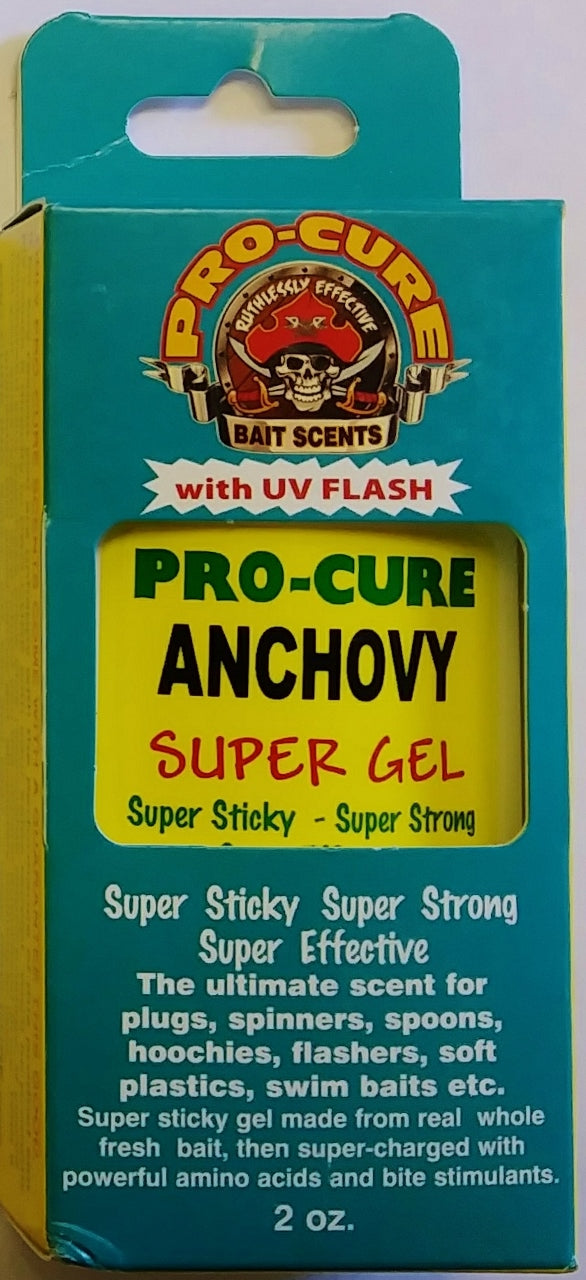 PRO-CURE
RUTHLESSLY EFFECTIVE
BAIT SCENTS
with UV FLASH
PRO-CURE
ANCHOVY
SUPER GEL
Super Sticky - Super Strong
Super Sticky Super Strong
Super Effective
The ultimate scent for
plugs, spinners, spoons,
hoochies, flashers, soft
plastics, swim baits etc.
Super sticky gel made from real whole
fresh bait, then super-charged with
powerful amino acids and bite stimulants.
2 oz.